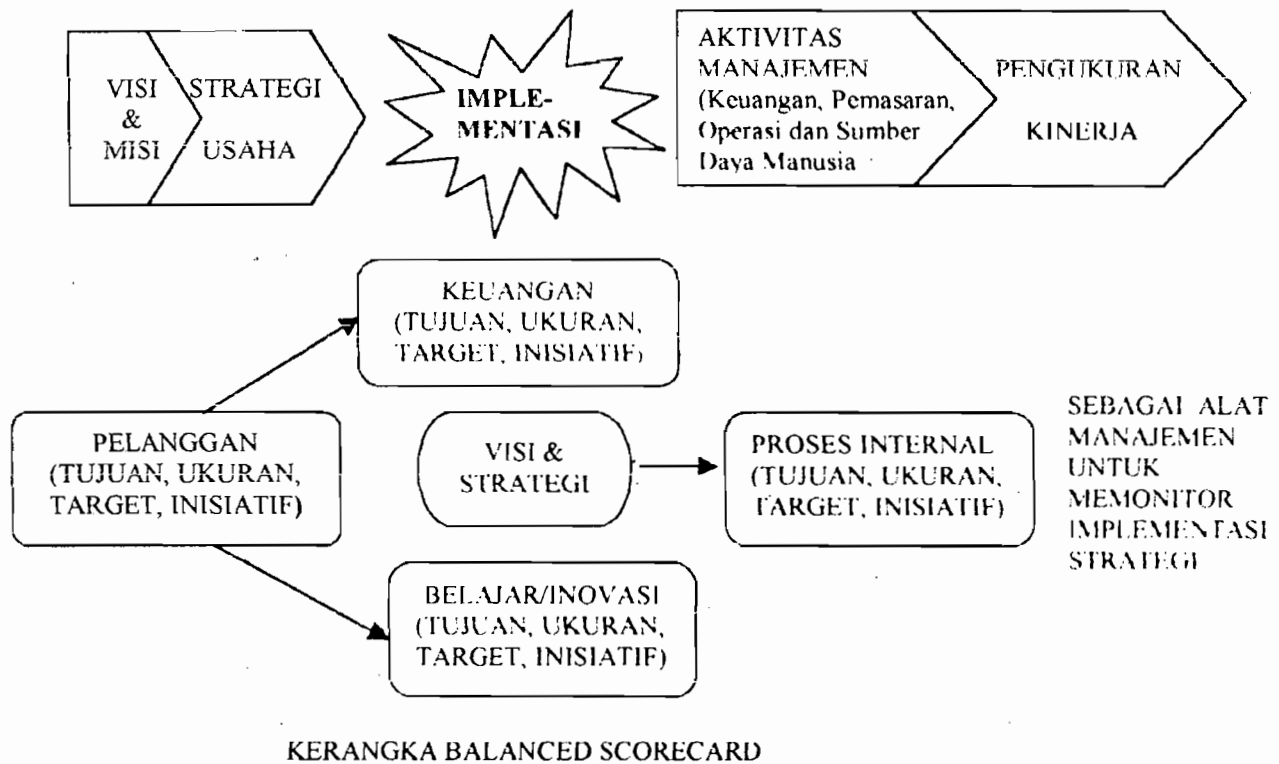 VISI
&
MISI
STRATEGI
USAHA
IMPLE-
MENTASI
AKTIVITAS
MANAJEMEN
(Keuangan, Pemasaran,
Operasi dan Sumber
Daya Manusia
PENGUKURAN
KINERJA
KEUANGAN
(TUJUAN, UKURAN,
TARGET, INISIATIF)
PELANGGAN
(TUJUAN, UKURAN,
TARGET, INISIATIF)
VISI &
STRATEGI
PROSES INTERNAL
(TUJUAN, UKURAN,
TARGET, INISIATIF)
SEBAGAI ALAT
MANAJEMEN
UNTUK
MEMONITOR
IMPLEMENTASI
STRATEGI
BELAJAR/INOVASI
(TUJUAN, UKURAN,
TARGET, INISIATIF)
KERANGKA BALANCED SCORECARD